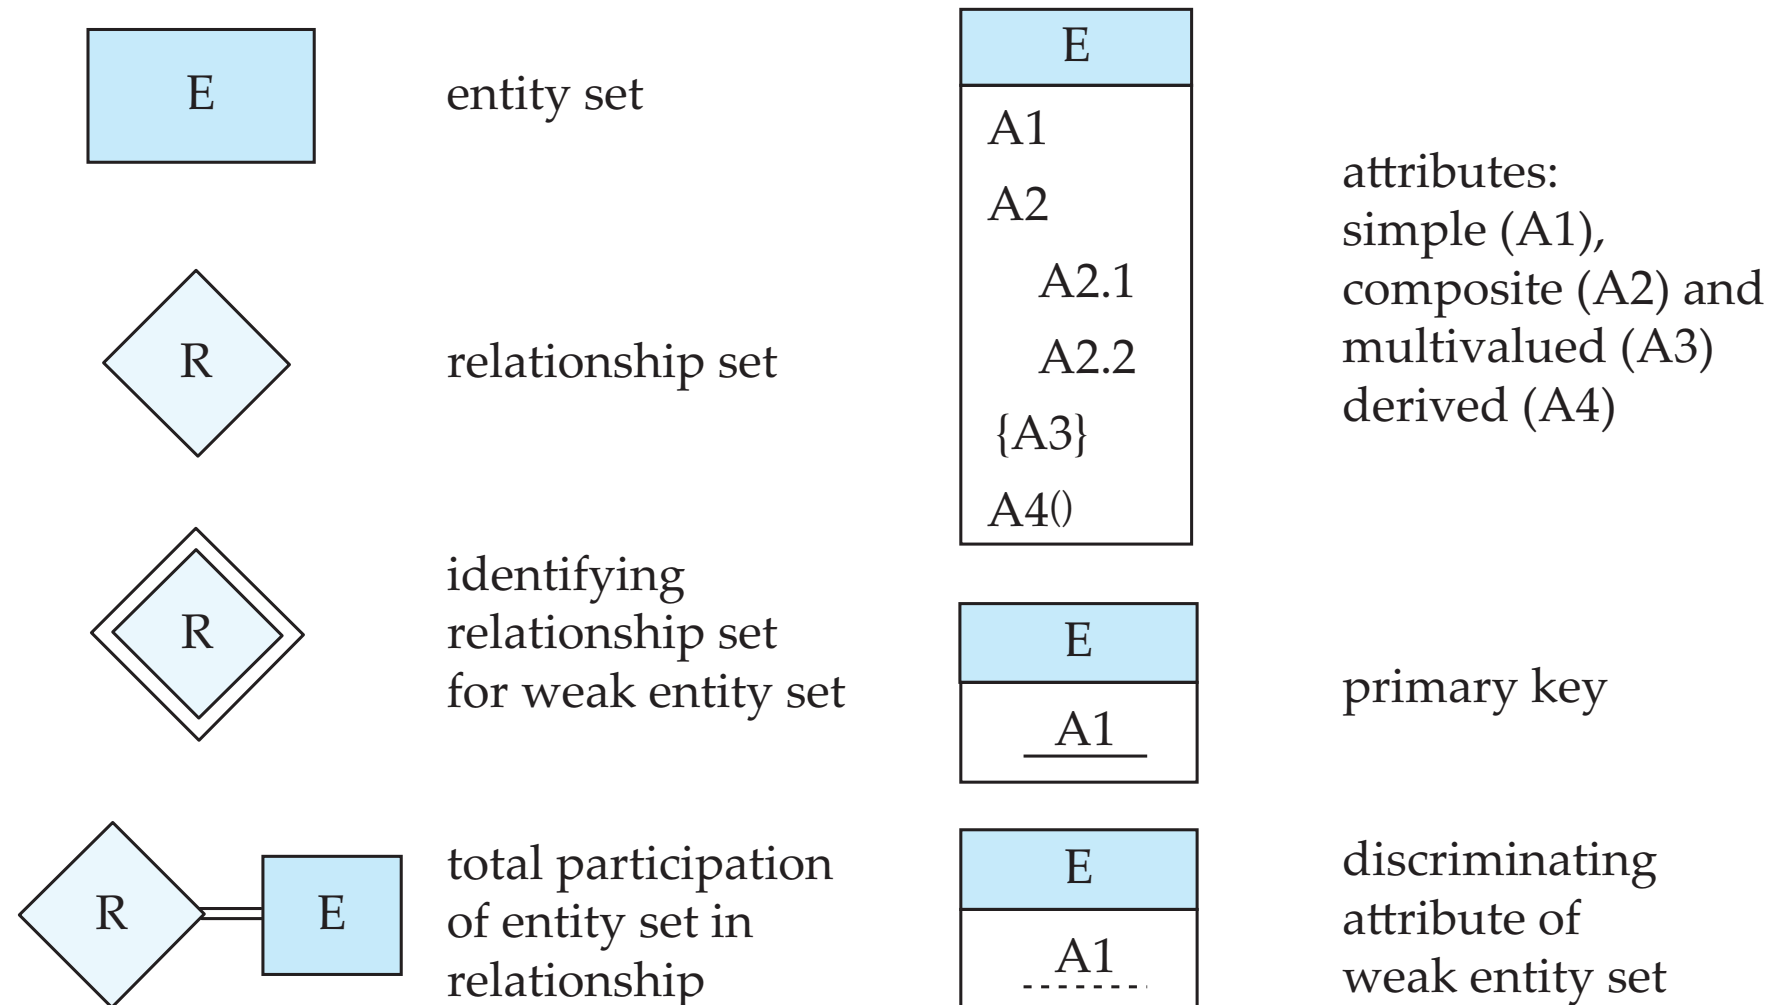 E
entity set
R
relationship set
R
identifying
relationship set
for weak entity set
R
E
total participation
of entity set in
relationship
E
A1
A2
A2.1
A2.2
{A3}
A4()
attributes:
simple (A1),
composite (A2) and
multivalued (A3)
derived (A4)
E
A1
primary key
E
A1
discriminating
attribute of
weak entity set